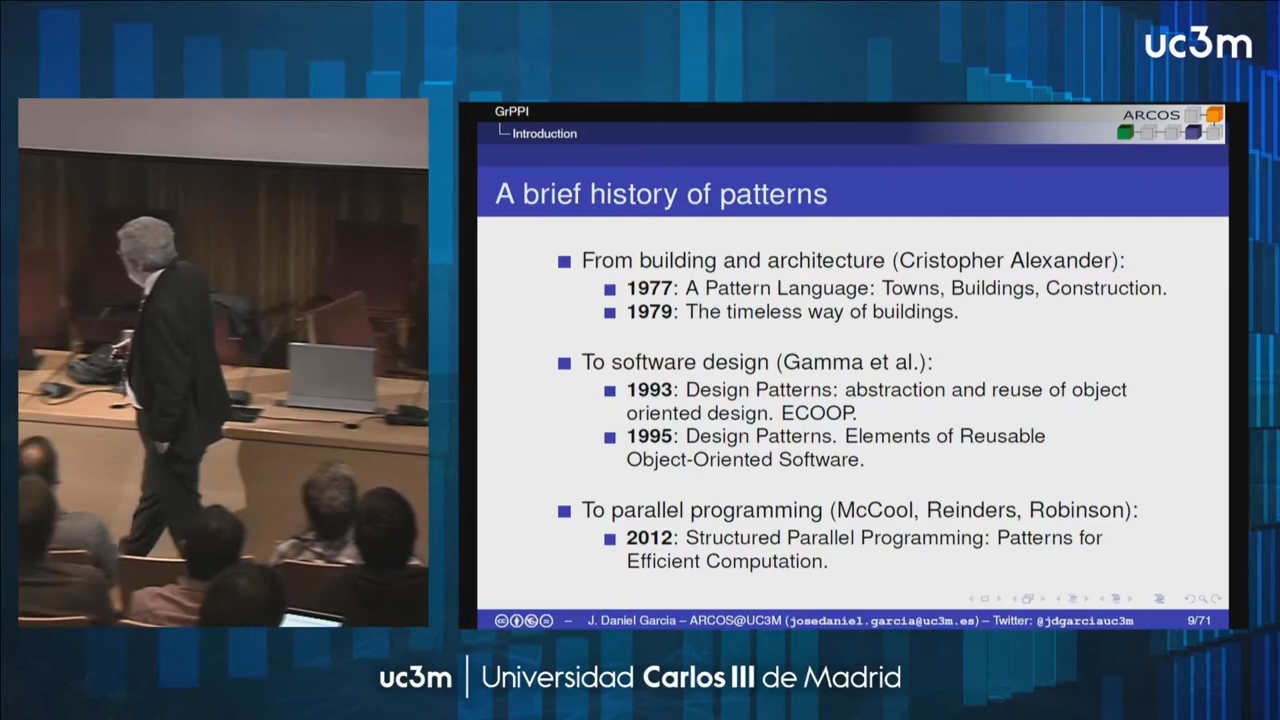 uc3m
GrPPI
Introduction
ARCOS
A brief history of patterns
From building and architecture (Cristopher Alexander):
1977: A Pattern Language: Towns, Buildings, Construction.
1979: The timeless way of buildings.
To software design (Gamma et al.):
1993: Design Patterns: abstraction and reuse of object
oriented design. ECOOP.
1995: Design Patterns. Elements of Reusable
Object-Oriented Software.
To parallel programming (McCool, Reinders, Robinson):
2012: Structured Parallel Programming: Patterns for
Efficient Computation.
– J. Daniel Garcia – ARCOS@UC3M (josedaniel.garcia@uc3m.es) – Twitter: @jdgarciauc3m 9/71
uc3m | Universidad Carlos III de Madrid